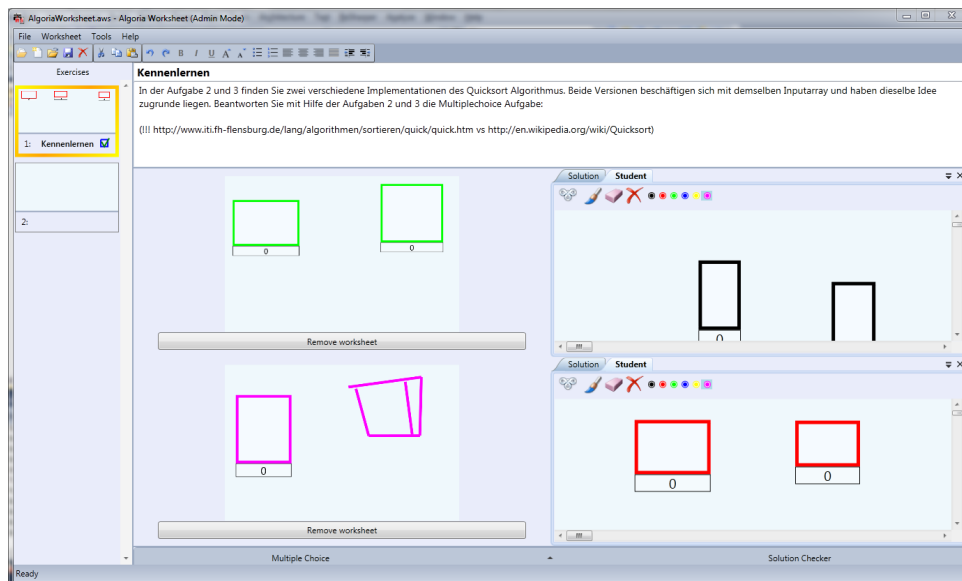 AlgoriaWorksheet.aws - Algoria Worksheet (Admin Mode)
File Worksheet Tools Help
B I U A A
Exercises
1: Kennenlernen
2:
Kennenlernen
In der Aufgabe 2 und 3 finden Sie zwei verschiedene Implementationen des Quicksort Algorithmus. Beide Versionen beschäftigen sich mit demselben Inputarray und haben dieselbe Idee
zugrunde liegen. Beantworten Sie mit Hilfe der Aufgaben 2 und 3 die Multiplechoice Aufgabe:
(!!! http://www.iti.fh-flensburg.de/lang/algorithmen/sortieren/quick/quick.htm vs http://en.wikipedia.org/wiki/Quicksort)
0
0
Remove worksheet
0
Remove worksheet
Solution Student
0
Solution Student
0
0
Multiple Choice
Solution Checker
Ready